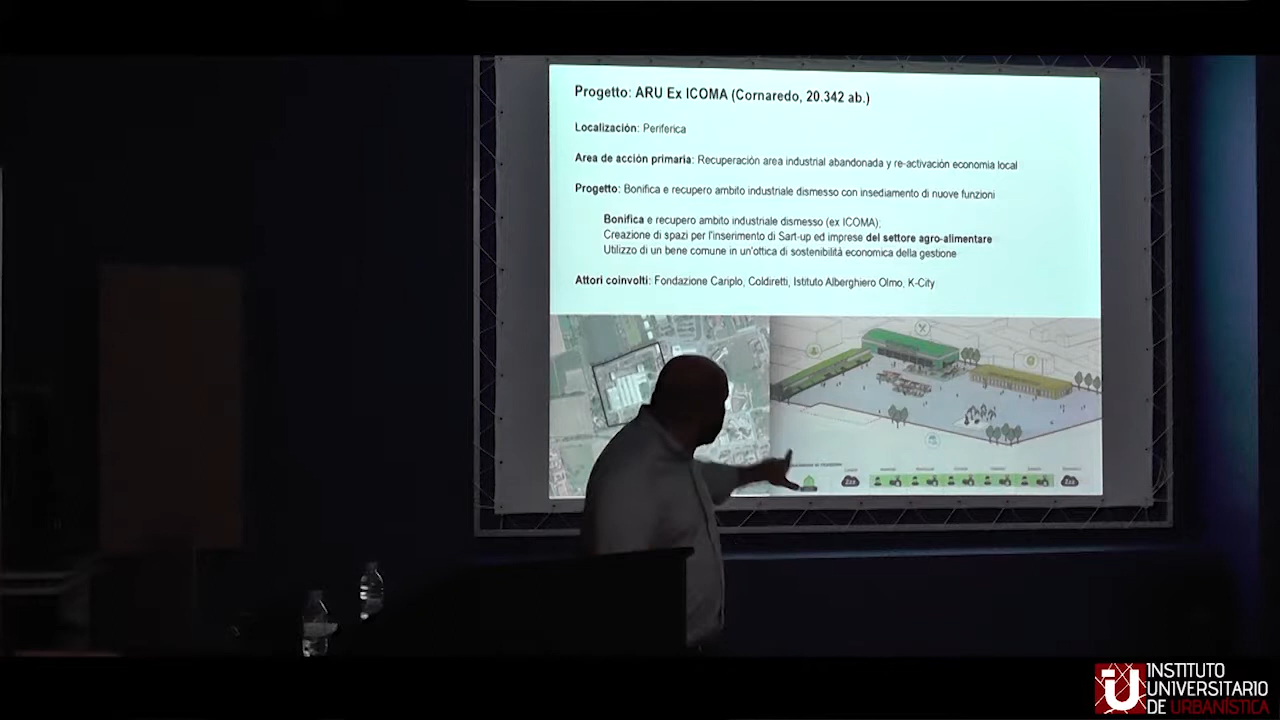 Progetto: ARU Ex ICOMA (Cornaredo, 20.342 ab.)
Localización: Periferica
Area de acción primaria: Recuperación area industrial abandonada y re-activación economia local
Progetto: Bonifica e recupero ambito industriale dismesso con insediamento di nuove funzioni
Bonifica e recupero ambito industriale dismesso (ex ICOMA);
Creazione di spazi per l'inserimento di Sart-up ed imprese del settore agro-alimentare
Utilizzo di un bene comune in un'ottica di sostenibilità economica della gestione
Attori coinvolti: Fondazione Cariplo, Coldiretti, Istituto Alberghiero Olmo, K-City
INSTITUTO
UNIVERSITARIO
DE URBANÍSTICA